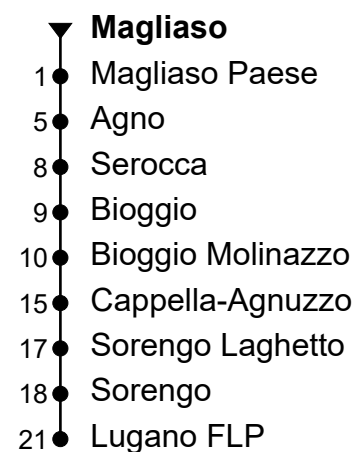 Magliaso
1 Magliaso Paese
5 Agno
8 Serocca
9 Bioggio
10 Bioggio Molinazzo
15 Cappella-Agnuzzo
17 Sorengo Laghetto
18 Sorengo
21 Lugano FLP